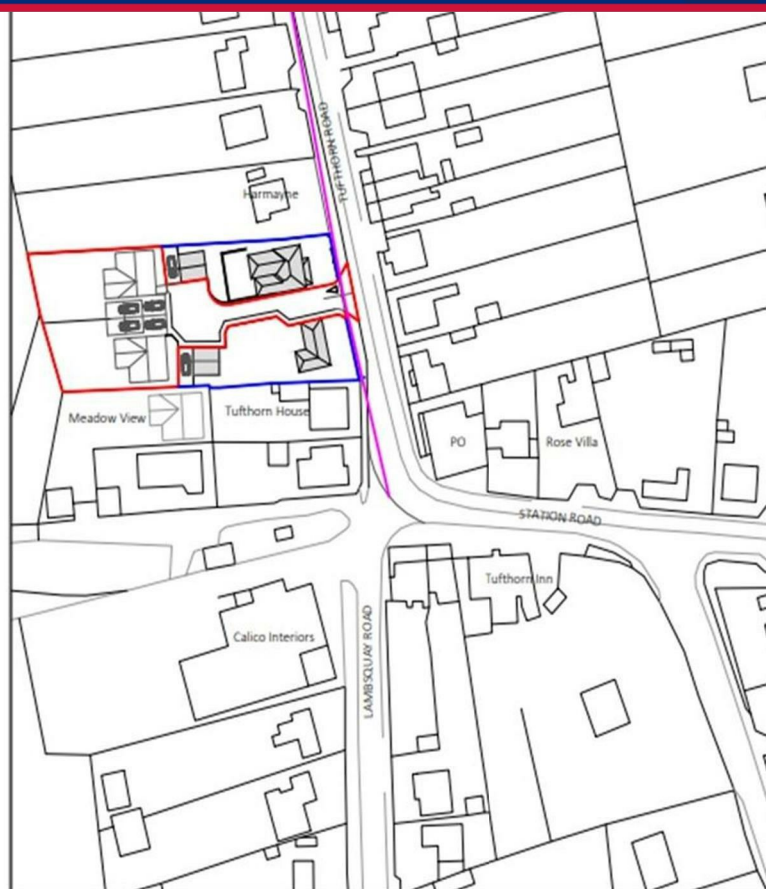 TUFTHORN ROAD
Harmayne
Meadow View
Tufthorn House
PO
Rose Villa
STATION ROAD
Tufthorn Inn
Calico Interiors
LAMBSQUAY ROAD